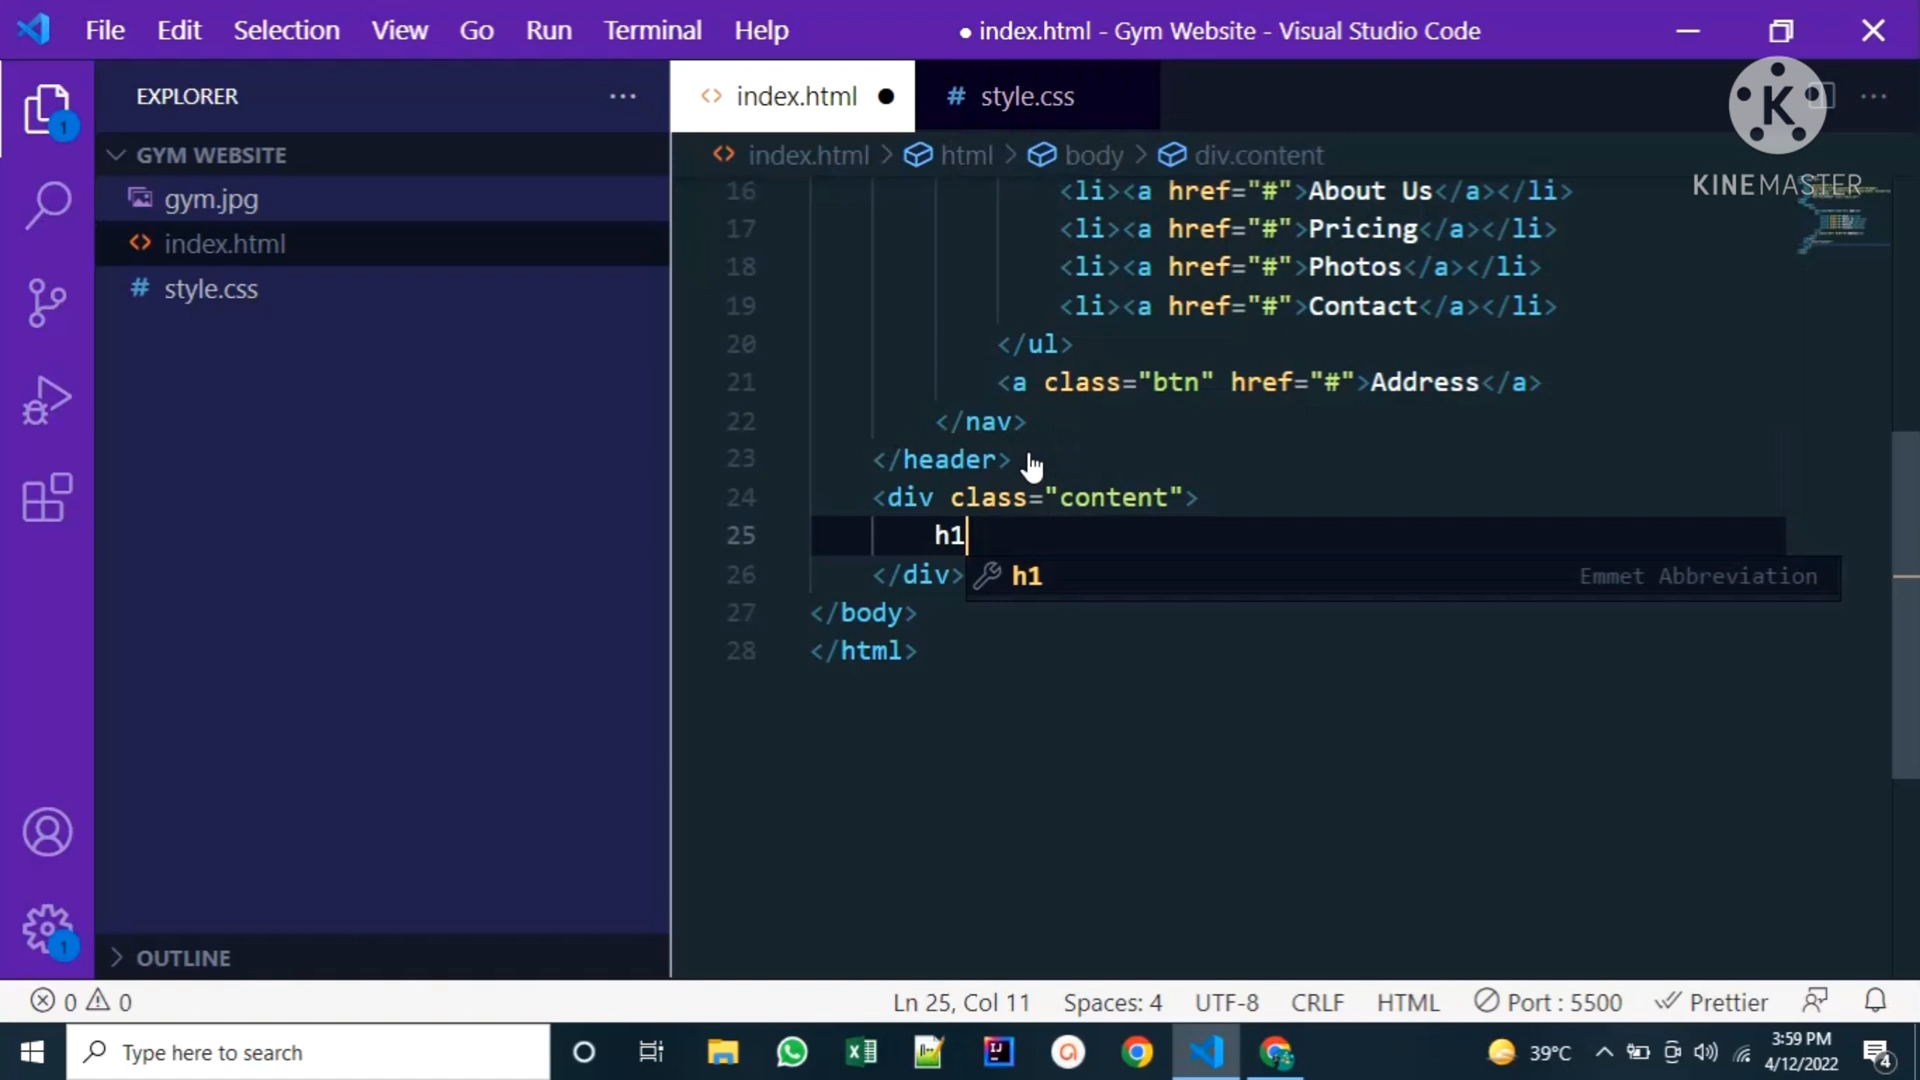 File Edit Selection View Go Run Terminal Help
● index.html - Gym Website - Visual Studio Code
EXPLORER
index.html
# style.css
KINEMASTER
GYM WEBSITE
gym.jpg
index.html
# style.css
OUTLINE
index.html > html > body > div.content
16 <li><a href="#">About Us</a></li>
17 <li><a href="#">Pricing</a></li>
18 <li><a href="#">Photos</a></li>
19 <li><a href="#">Contact</a></li>
20 </ul>
21 <a class="btn" href="#">Address</a>
22 </nav>
23 </header>
24 <div class="content">
25 h1
h1 Emmet Abbreviation
26 </div>
27 </body>
28 </html>
1
1
0 0
Ln 25, Col 11 Spaces: 4 UTF-8 CRLF HTML Port : 5500 Prettier
Type here to search
39°C
3:59 PM
4/12/2022
4